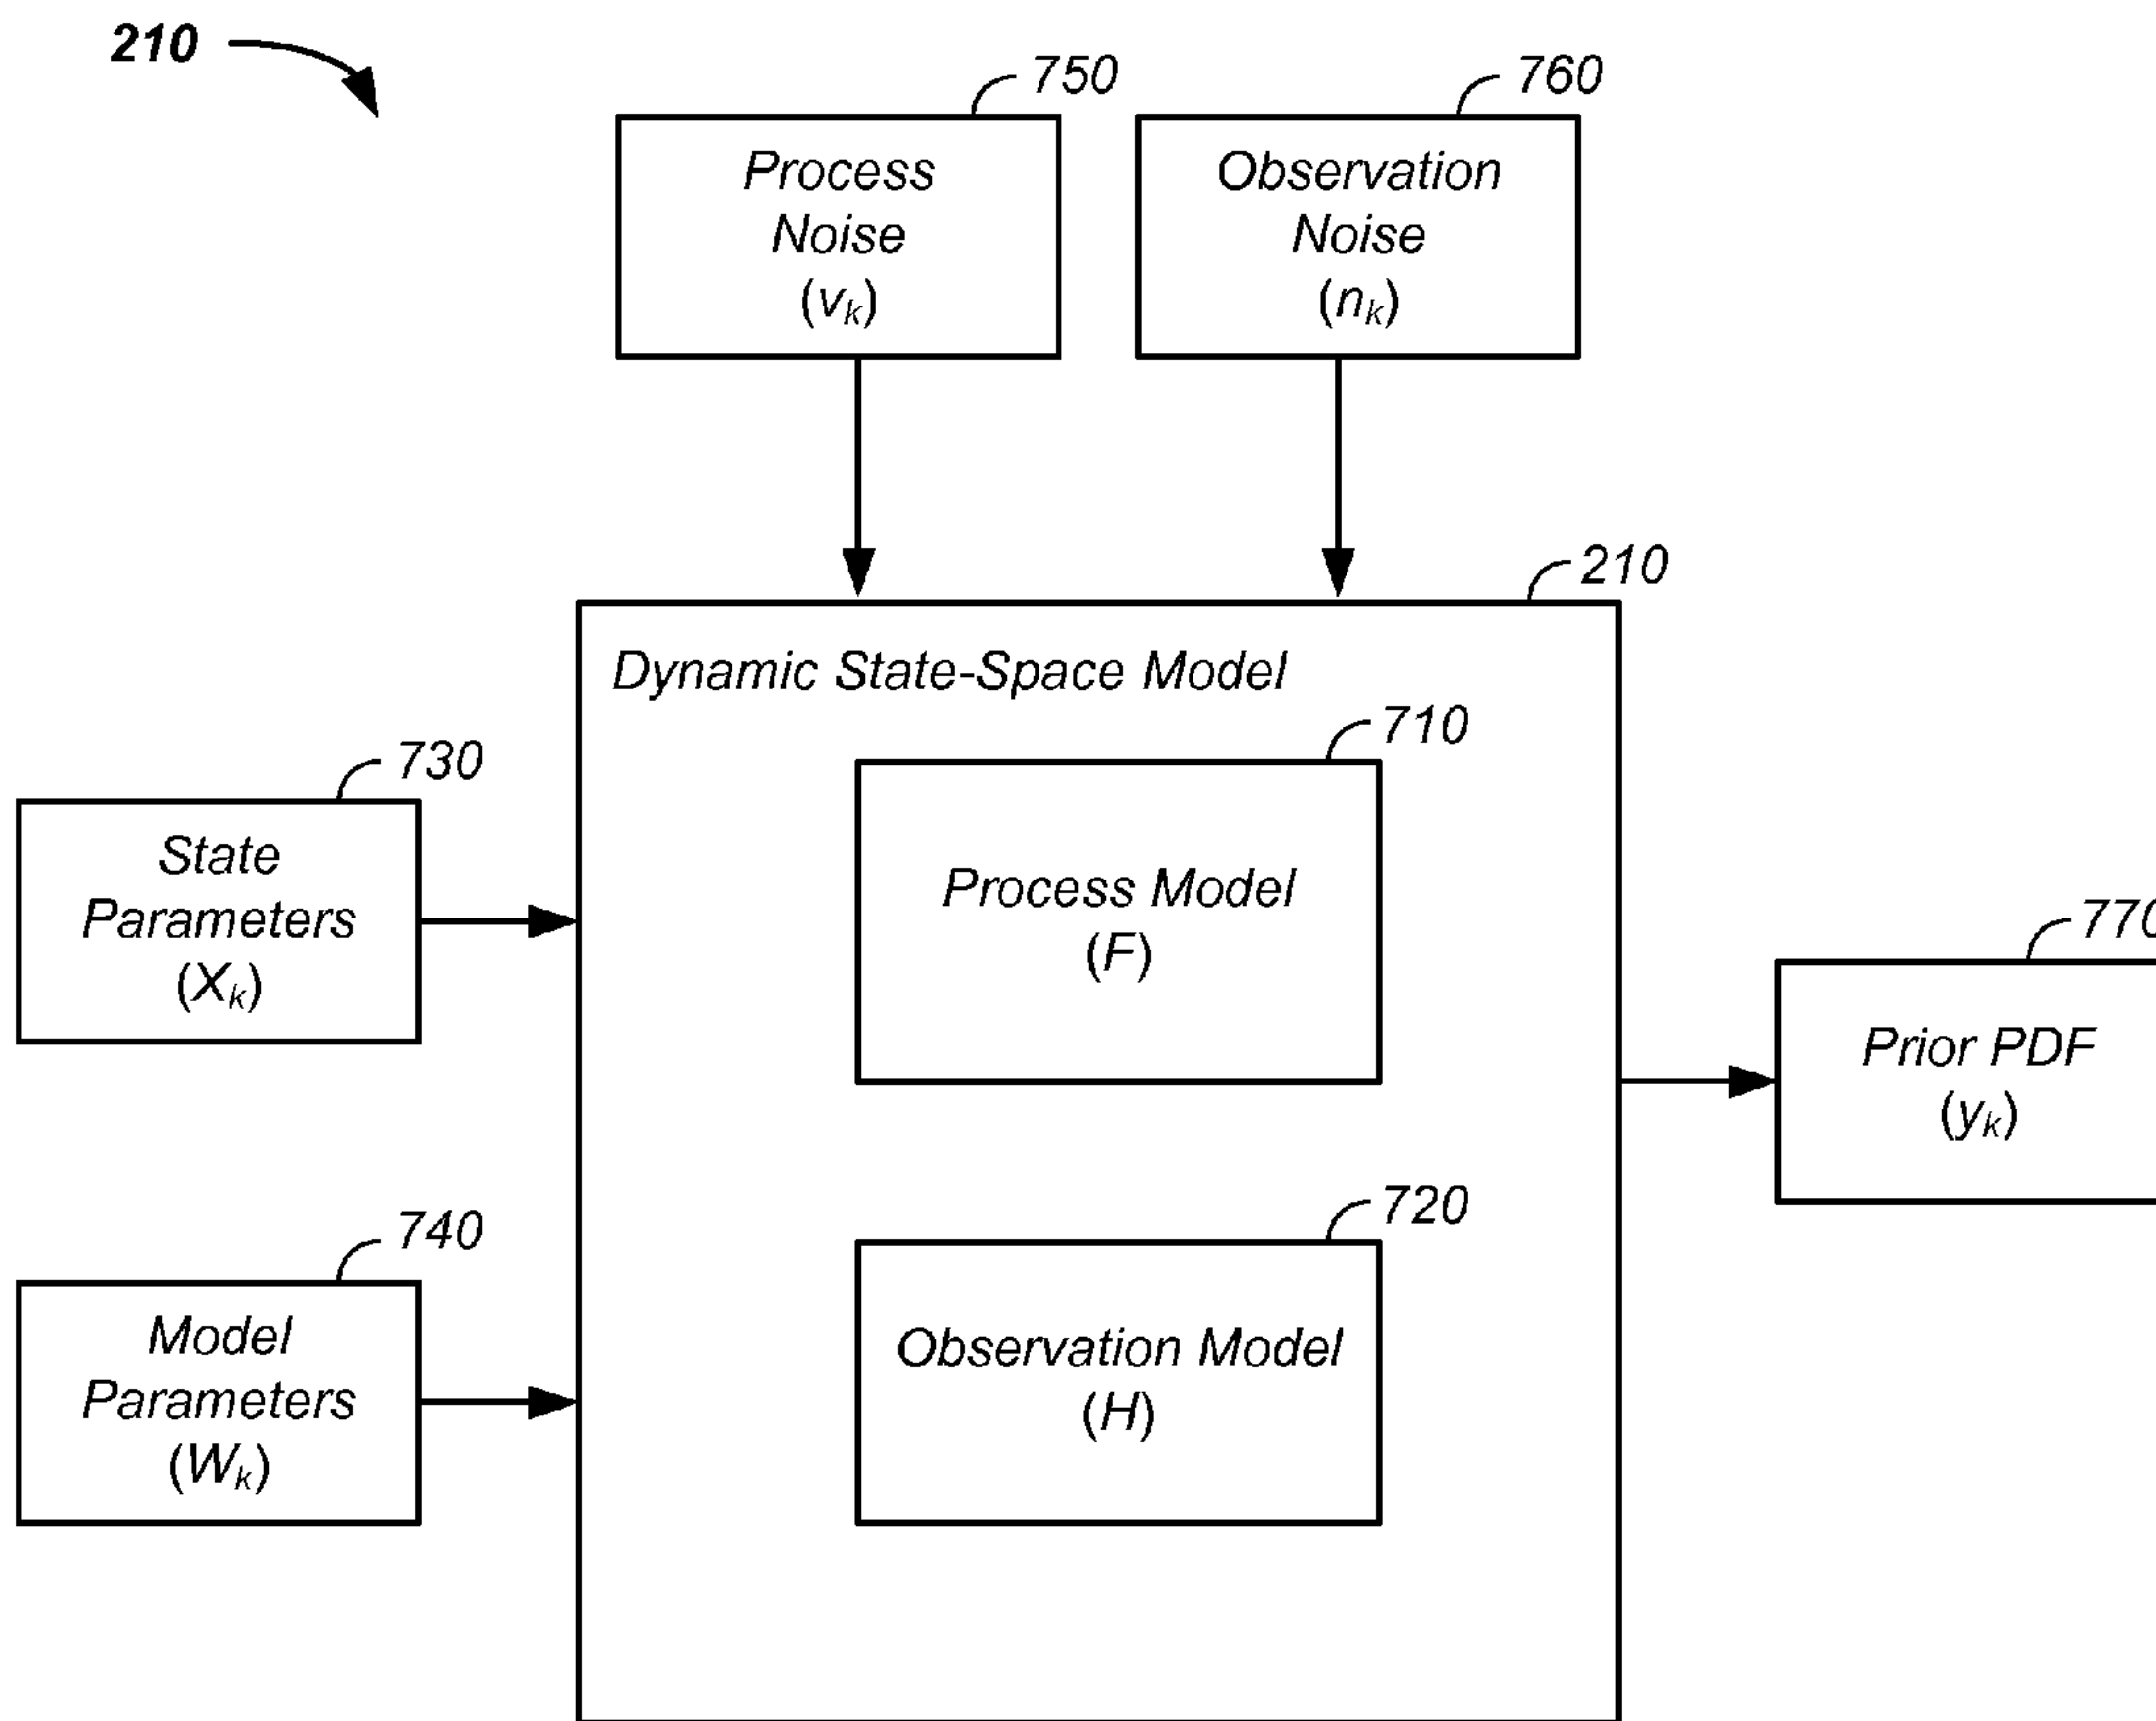 210
750
760
Process
Noise
(vk)
Observation
Noise
(nk)
210
Dynamic State-Space Model
710
730
State
Parameters
(Xk)
Process Model
(F)
770
Prior PDF
(yk)
720
740
Model
Parameters
(Wk)
Observation Model
(H)